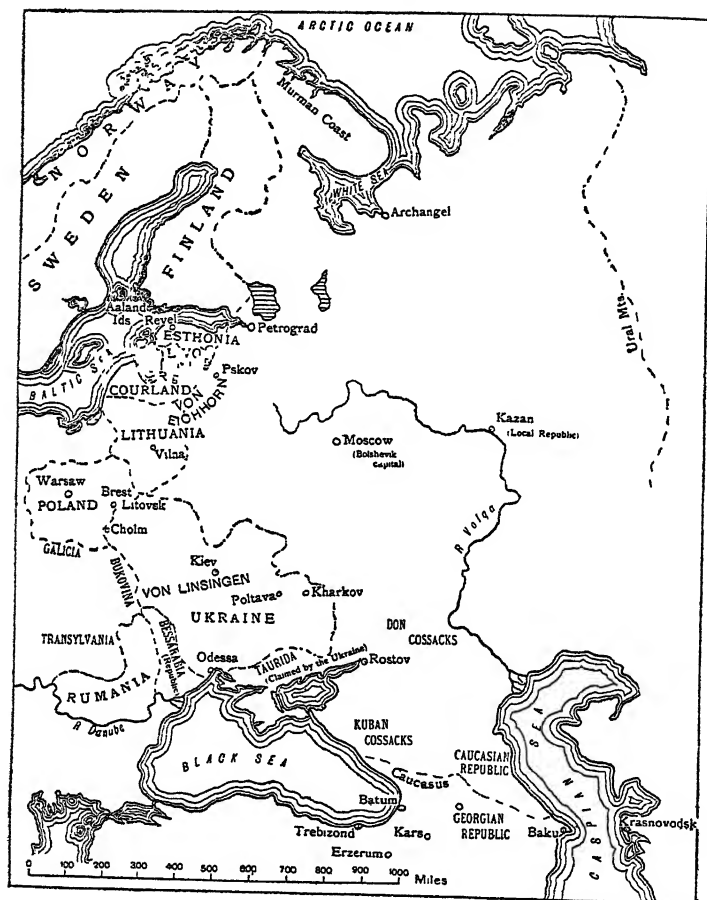 ARCTIC OCEAN
NORWAY
Murman Coast
SWEDEN
FINLAND
WHITE SEA
Archangel
Ural Mts.
Aaland
Ids
Revel
Petrograd
ESTHONIA
BALTIC SEA
Pskov
COURLAND
VON
EICHHORN
LITHUANIA
Vilna
Kazan
(Local Republic)
Moscow
(Bolshevik
capital)
R Volga
Warsaw
POLAND
Brest
Litovsk
Cholm
GALICIA
BUKOVINA
Kiev
VON LINSINGEN
Poltava
Kharkov
UKRAINE
TRANSYLVANIA
BESSARABIA
(Republic)
DON
COSSACKS
Odessa
TAURIDA
(Claimed by the Ukraine)
Rostov
RUMANIA
R Danube
BLACK SEA
KUBAN
COSSACKS
CAUCASIAN
REPUBLIC
Caucasus
CASPIAN SEA
Batum
GEORGIAN
REPUBLIC
Trebizond
Kars
Baku
Krasnovodsk
Erzerum
0 100 200 300 400 500 600 700 800 900 1000 Miles